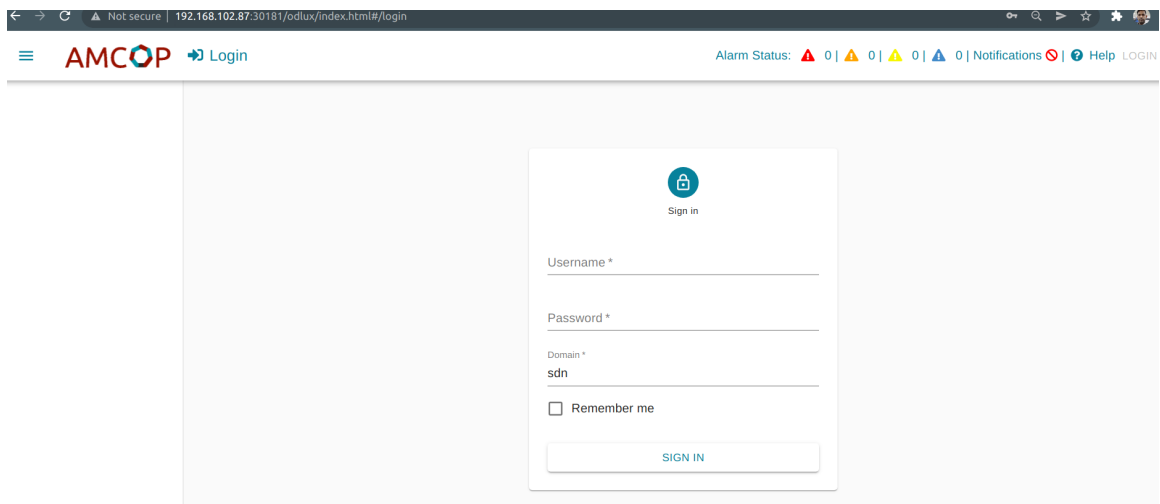 Not secure | 192.168.102.87:30181/odlux/index.html#/login
AMCOP Login Alarm Status: 0 | 0 | 0 | 0 | Notifications | Help LOGIN
Sign in
Username *
Password *
Domain *
sdn
Remember me
SIGN IN